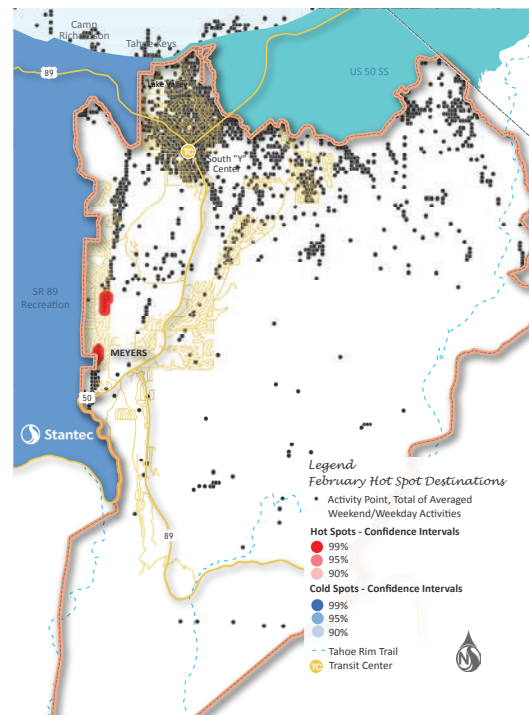 Camp
Richardson
Tahoe Keys
89
US 50 SS
Lake Valley
TC
South "Y"
Center
SR 89
Recreation
MEYERS
50
Stantec
Legend
February Hot Spot Destinations
Activity Point, Total of Averaged
Weekend/Weekday Activities
Hot Spots - Confidence Intervals
99%
95%
90%
Cold Spots - Confidence Intervals
99%
95%
90%
89
Tahoe Rim Trail
TC Transit Center
N